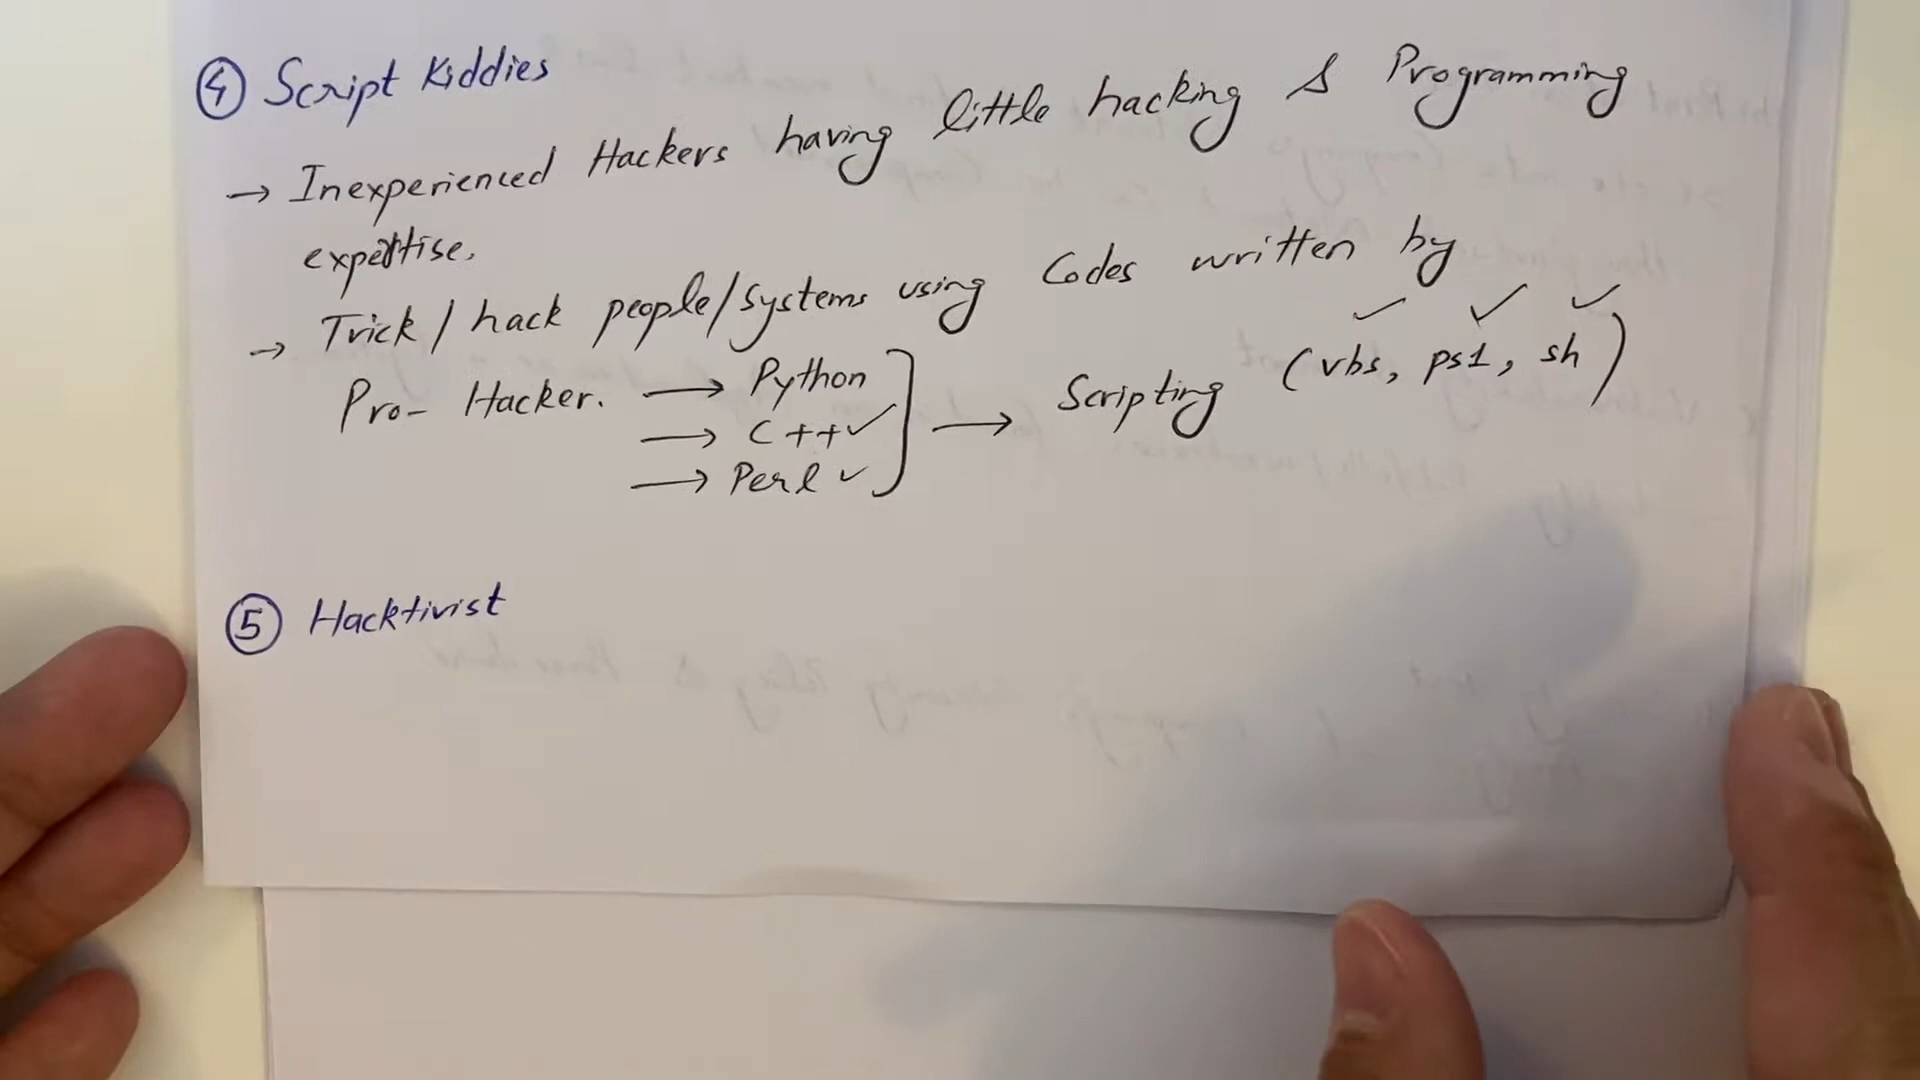 ④ Script Kiddies
→ Inexperienced Hackers having little hacking & Programming
expertise.
→ Trick / hack people/systems using Codes written by
Pro- Hacker. → Python
→ C++ ✓
→ Perl ✓
→ Scripting (vbs, ps1, sh)
✓ ✓ ✓
⑤ Hacktivist